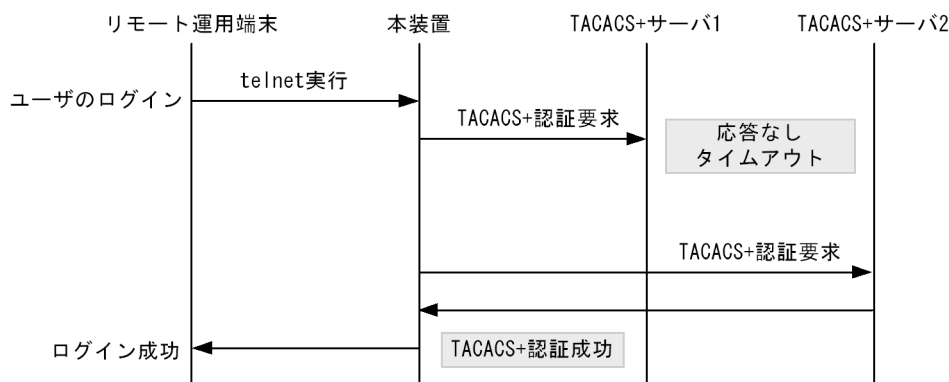 リモート運用端末
本装置
TACACS+サーバ1
TACACS+サーバ2
ユーザのログイン
telnet実行
TACACS+認証要求
応答なし
タイムアウト
TACACS+認証要求
ログイン成功
TACACS+認証成功